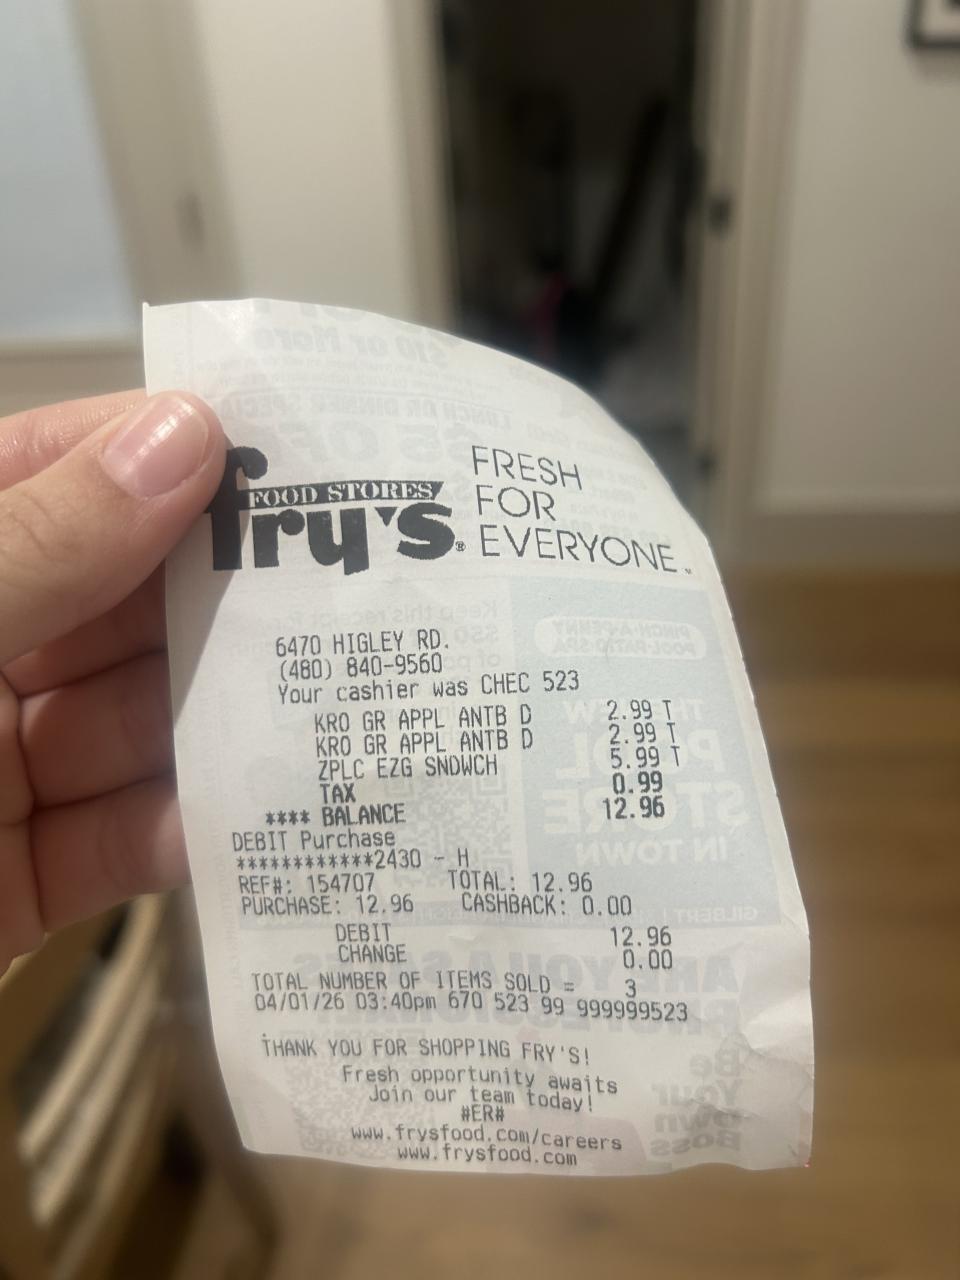 fry's
FOOD STORES
FRESH
FOR
EVERYONE
6470 HIGLEY RD.
(480) 840-9560
Your cashier was CHEC 523
KRO GR APPL ANTB D 2.99 T
KRO GR APPL ANTB D 2.99 T
ZPLC EZG SNDWCH 5.99 T
TAX 0.99
**** BALANCE 12.96
DEBIT Purchase
************2430 - H
REF#: 154707 TOTAL: 12.96
PURCHASE: 12.96 CASHBACK: 0.00
DEBIT 12.96
CHANGE 0.00
TOTAL NUMBER OF ITEMS SOLD = 3
04/01/26 03:40pm 670 523 99 999999523
THANK YOU FOR SHOPPING FRY'S!
Fresh opportunity awaits
Join our team today!
#ER#
www.frysfood.com/careers
www.frysfood.com